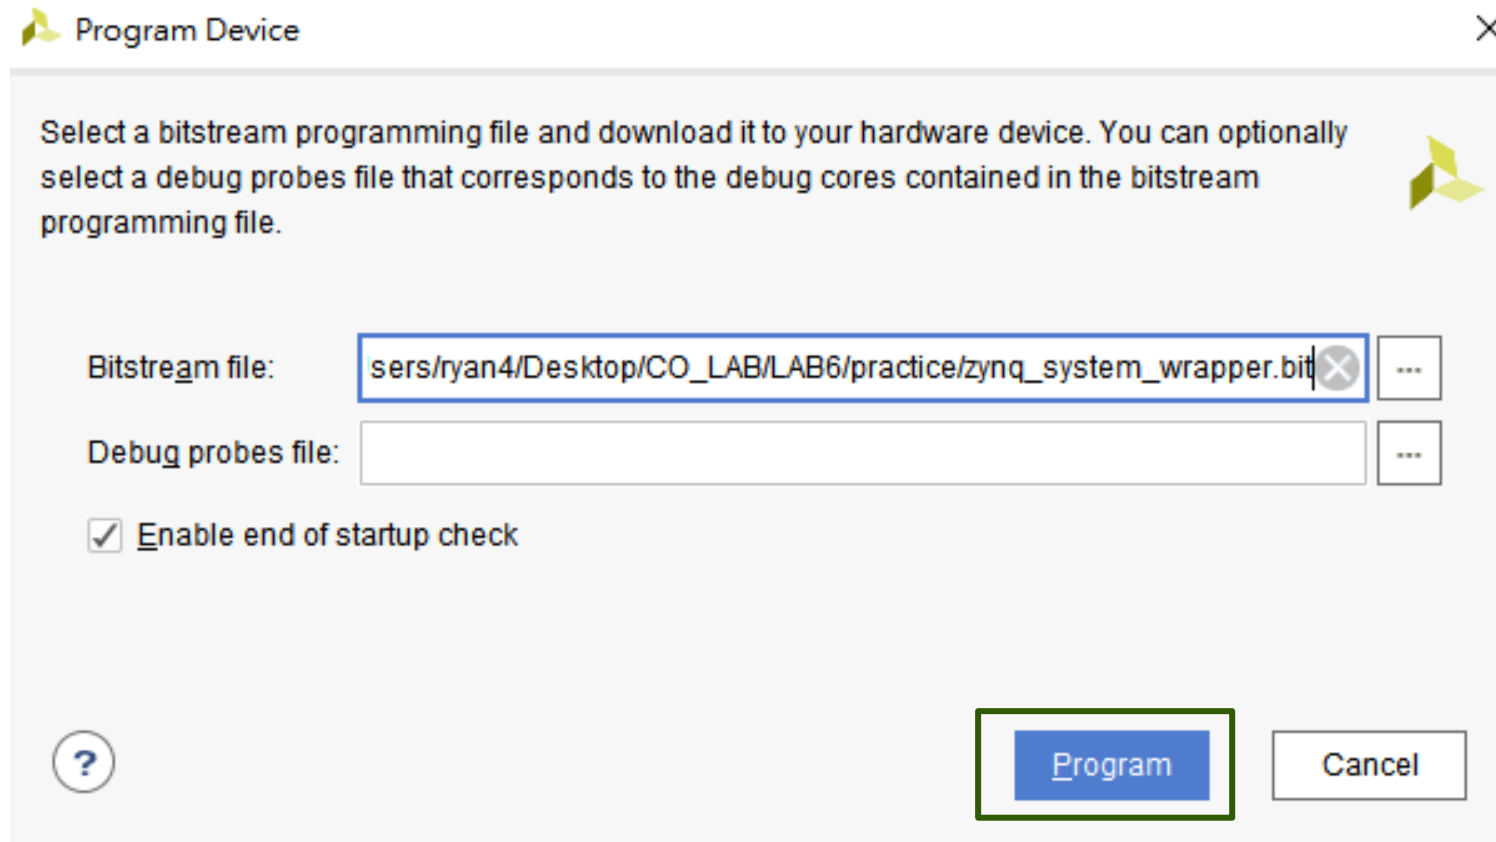 Program Device
Select a bitstream programming file and download it to your hardware device. You can optionally
select a debug probes file that corresponds to the debug cores contained in the bitstream
programming file.
Bitstream file: sers/ryan4/Desktop/CO_LAB/LAB6/practice/zynq_system_wrapper.bit ...
Debug probes file: ...
Enable end of startup check
? Program Cancel